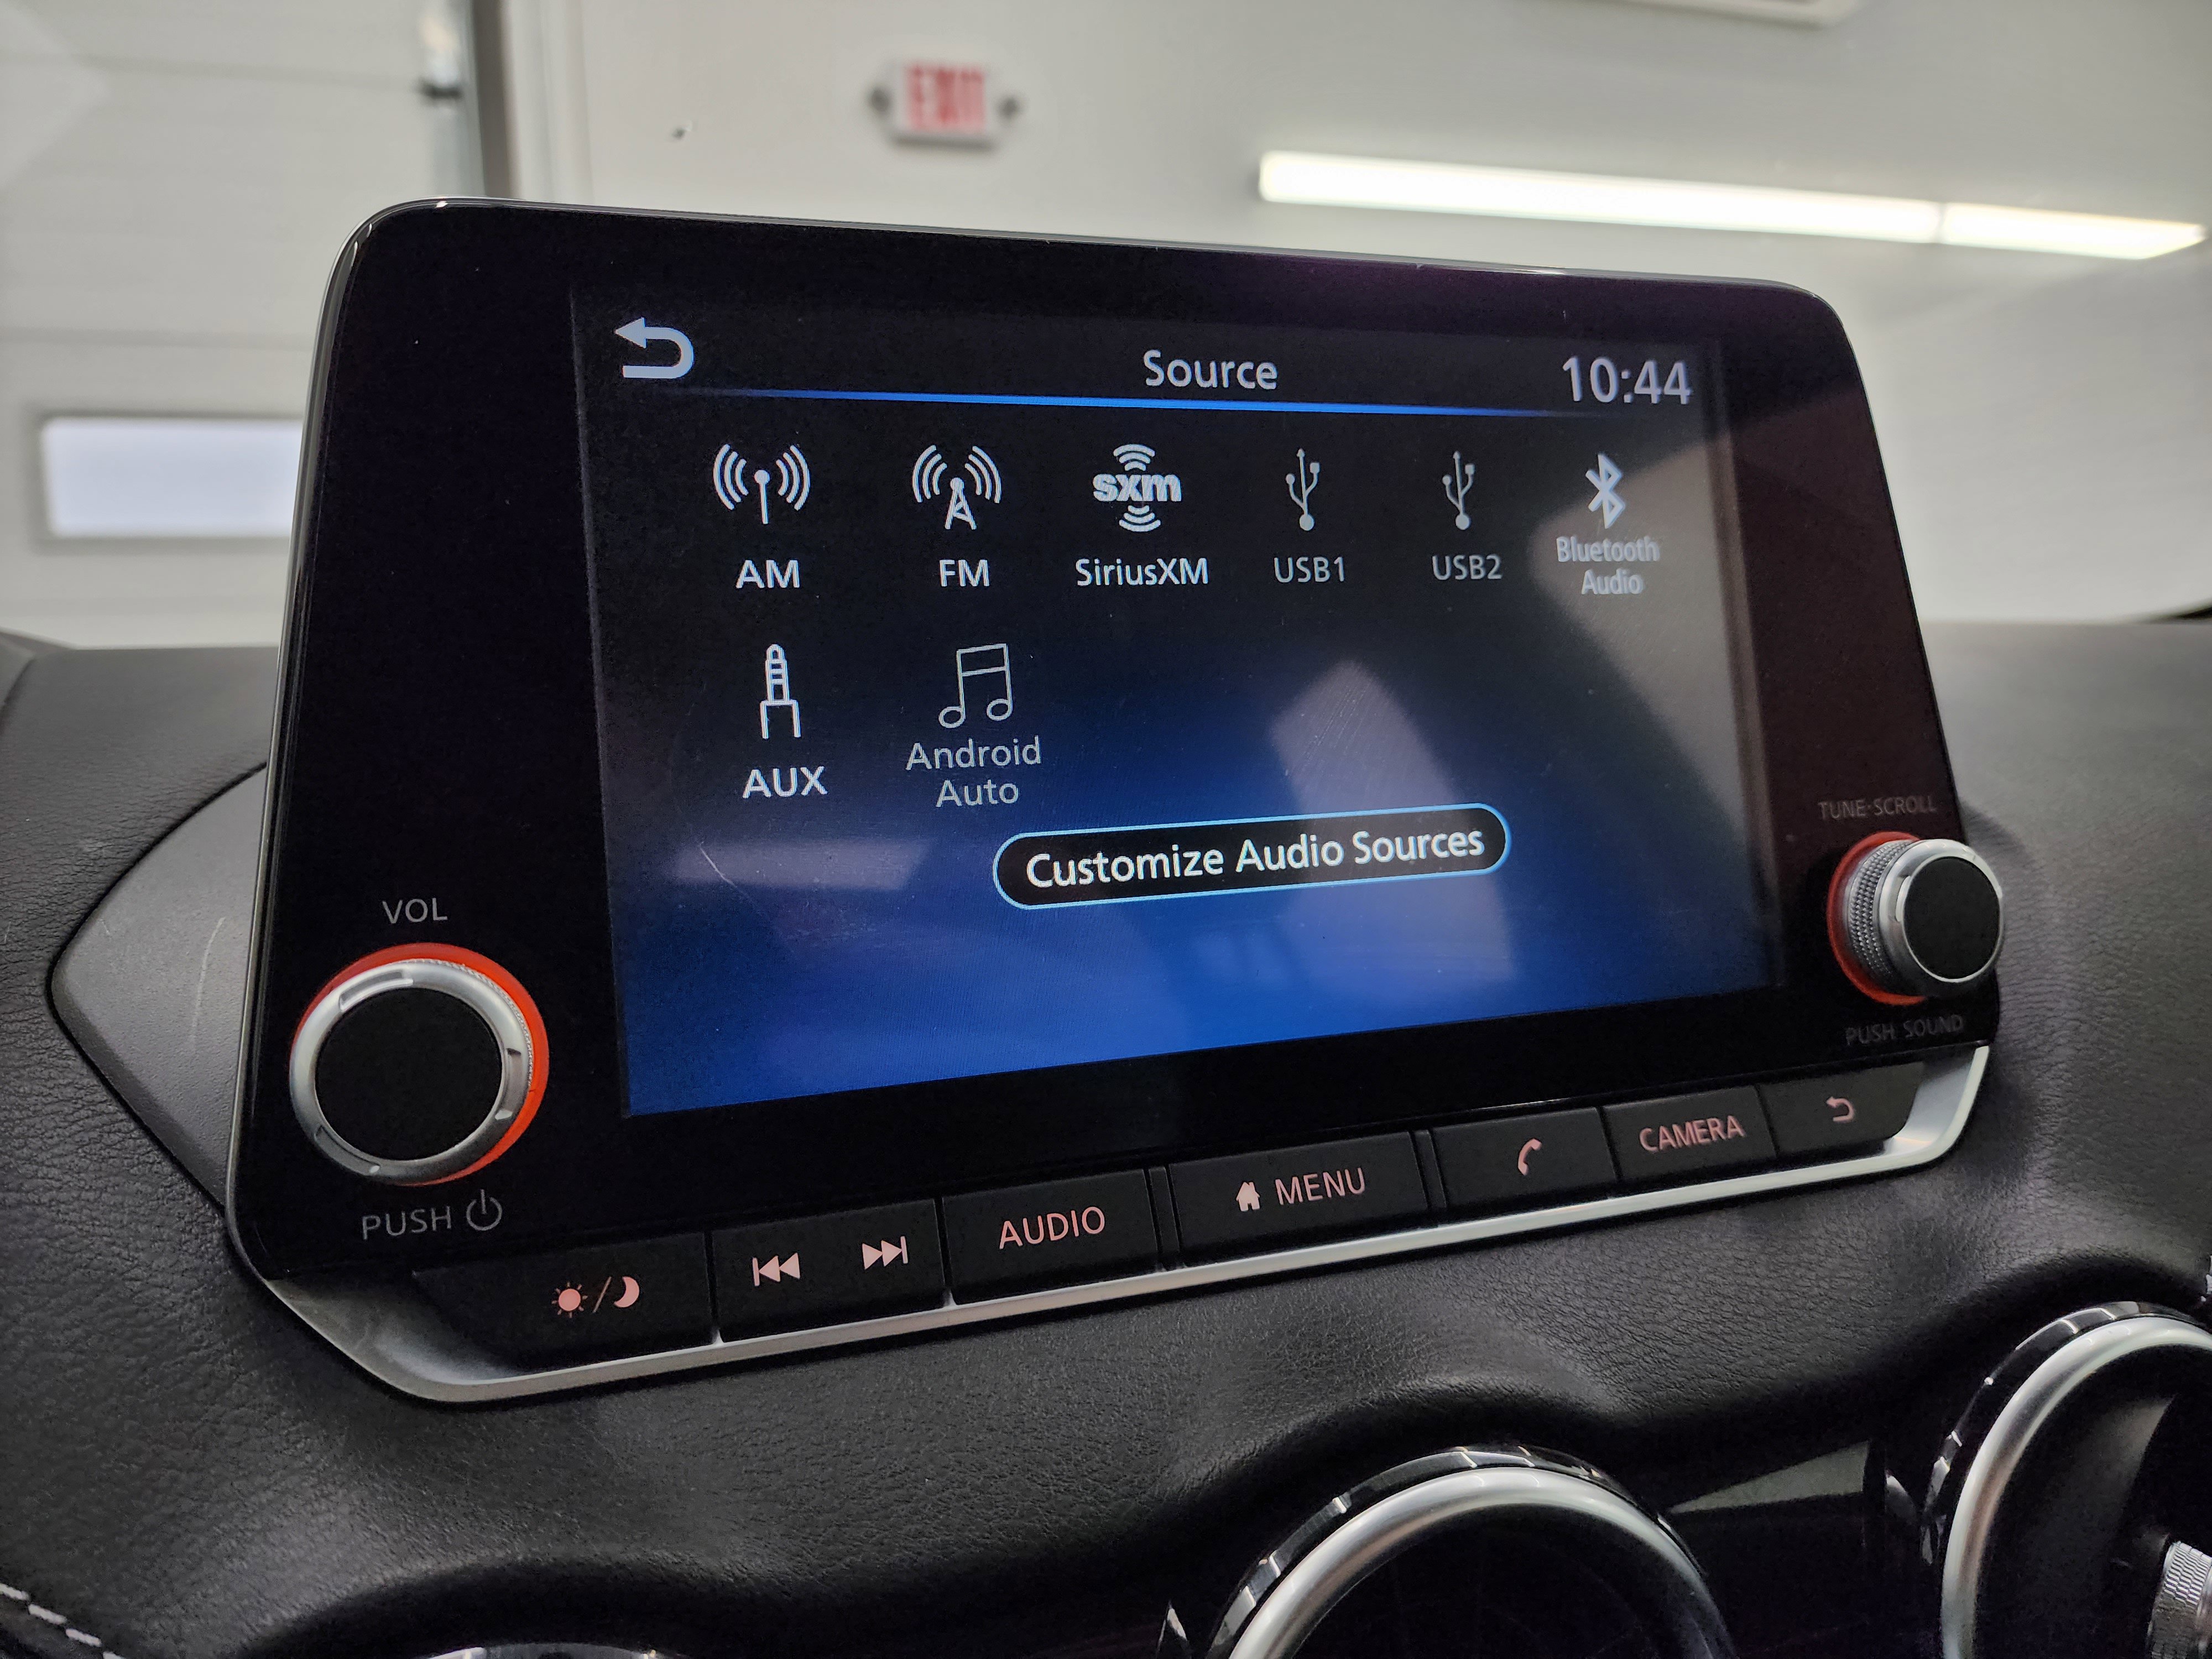 EXIT
Source
10:44
sxm
AM
FM
SiriusXM
USB1
USB2
Bluetooth
Audio
AUX
Android
Auto
Customize Audio Sources
VOL
PUSH
TUNE·SCROLL
PUSH SOUND
AUDIO
MENU
CAMERA